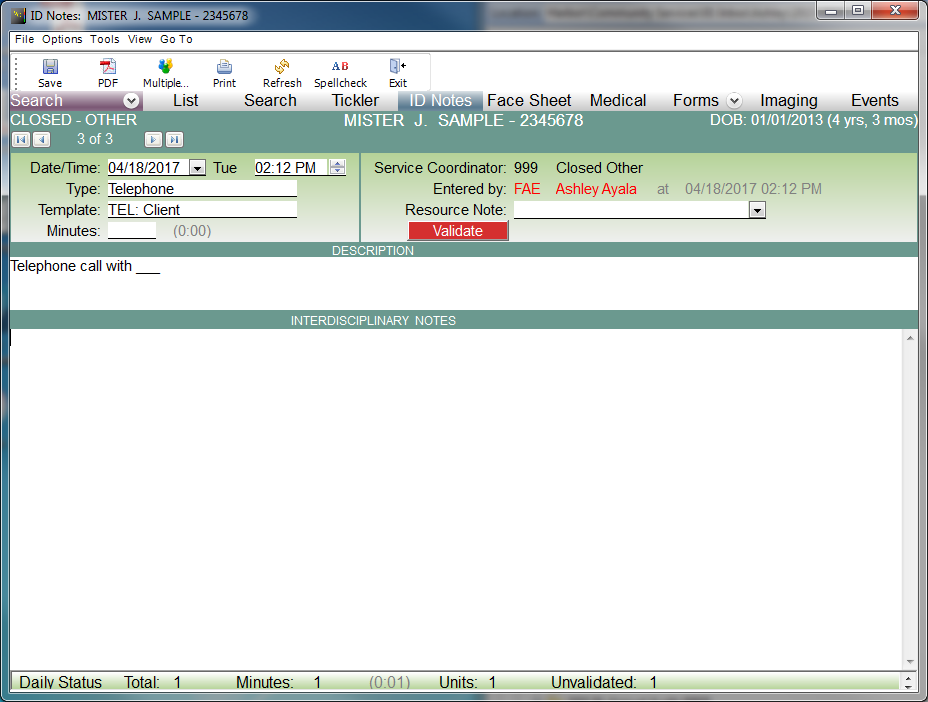 ID Notes: MISTER J. SAMPLE - 2345678
File Options Tools View Go To
Save PDF Multiple... Print Refresh AB Spellcheck Exit
Search List Search Tickler ID Notes Face Sheet Medical Forms Imaging Events
CLOSED - OTHER MISTER J. SAMPLE - 2345678 DOB: 01/01/2013 (4 yrs, 3 mos)
3 of 3
Date/Time: 04/18/2017 Tue 02:12 PM Service Coordinator: 999 Closed Other
Type: Telephone Entered by: FAE Ashley Ayala at 04/18/2017 02:12 PM
Template: TEL: Client Resource Note:
Minutes: (0:00) Validate
DESCRIPTION
Telephone call with ___
INTERDISCIPLINARY NOTES
Daily Status Total: 1 Minutes: 1 (0:01) Units: 1 Unvalidated: 1